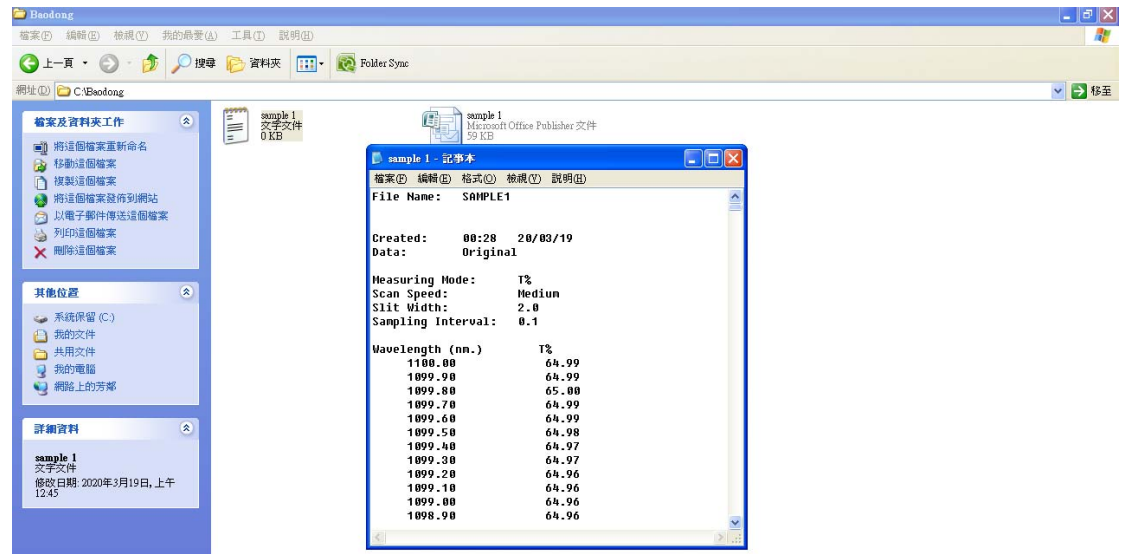 Baodong
檔案(F) 編輯(E) 檢視(V) 我的最愛(A) 工具(T) 說明(H)
上一頁 搜尋 資料夾 Folder Sync
網址(D) C:\Baodong 移至
檔案及資料夾工作
將這個檔案重新命名
移動這個檔案
複製這個檔案
將這個檔案發佈到網站
以電子郵件傳送這個檔案
列印這個檔案
刪除這個檔案
其他位置
系統保留 (C:)
我的文件
共用文件
我的電腦
網路上的芳鄰
詳細資料
sample 1
文字文件
修改日期: 2020年3月19日, 上午
12:45
sample 1
文字文件
0 KB
sample 1
Microsoft Office Publisher 文件
59 KB
sample 1 - 記事本
檔案(F) 編輯(E) 格式(O) 檢視(V) 說明(H)
File Name: SAMPLE1
Created: 00:28 20/03/19
Data: Original
Measuring Mode: T%
Scan Speed: Medium
Slit Width: 2.0
Sampling Interval: 0.1
Wavelength (nm.) T%
1100.00 64.99
1099.90 64.99
1099.80 65.00
1099.70 64.99
1099.60 64.99
1099.50 64.98
1099.40 64.97
1099.30 64.97
1099.20 64.96
1099.10 64.96
1099.00 64.96
1098.90 64.96